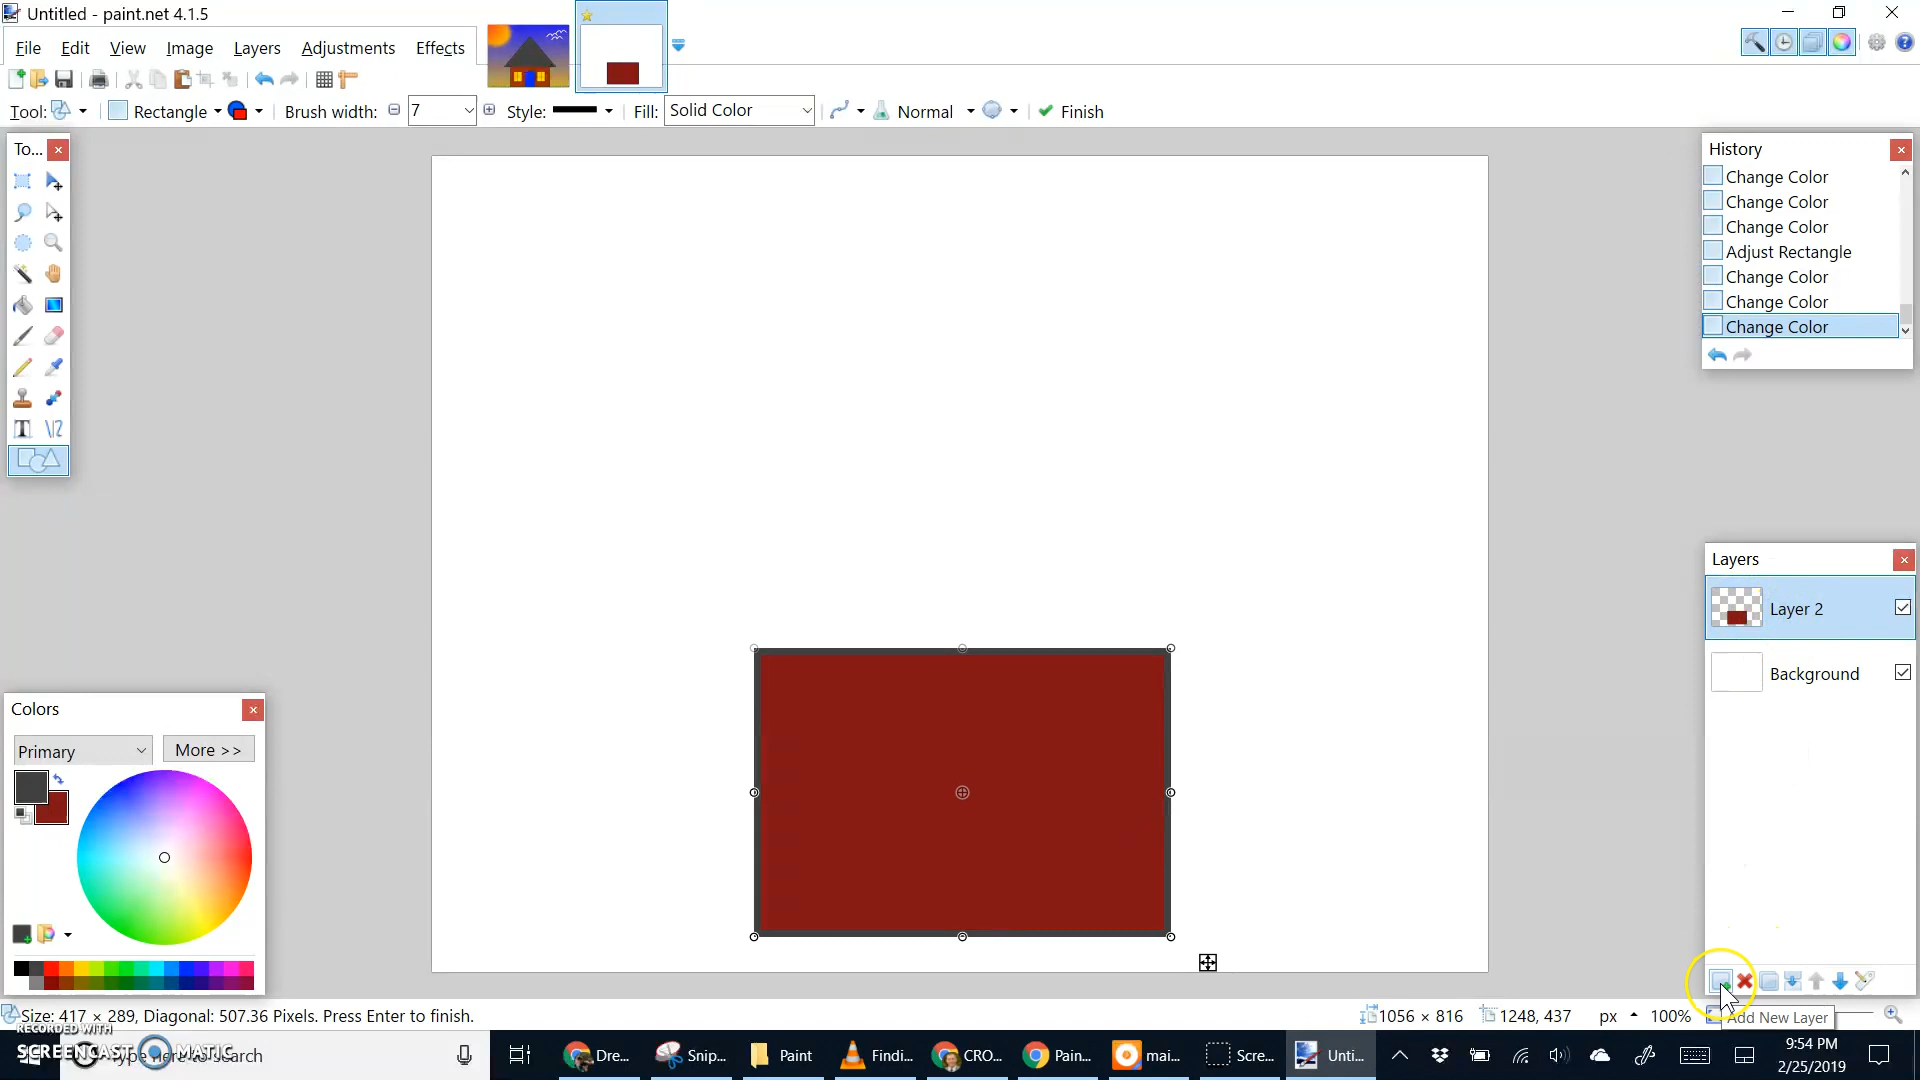 Untitled - paint.net 4.1.5
File Edit View Image Layers Adjustments Effects
Tool: Rectangle Brush width: 7 Style: Fill: Solid Color Normal Finish
To...
History
Change Color
Change Color
Change Color
Adjust Rectangle
Change Color
Change Color
Change Color
Layers
Layer 2
Background
Colors
Primary More >>
Add New Layer
Size: 417 × 289, Diagonal: 507.36 Pixels. Press Enter to finish.
1056 × 816 1248, 437 px 100%
RECORDED WITH
SCREENCAST MATIC
Type here to search
Dre... Snip... Paint Findi... CRO... Pain... mai... Scre... Unti...
9:54 PM
2/25/2019